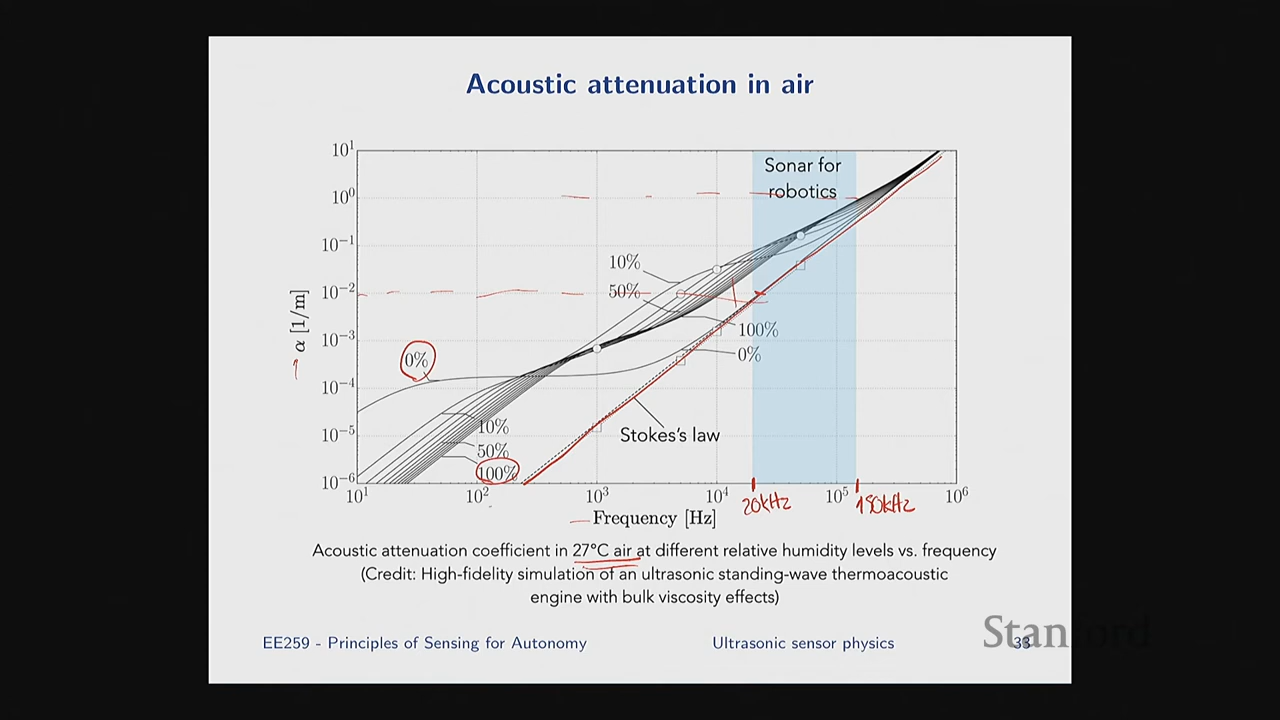 Acoustic attenuation in air
10¹
10⁰
10⁻¹
10⁻²
10⁻³
10⁻⁴
10⁻⁵
10⁻⁶
α [1/m]
Sonar for
robotics
10%
50%
100%
0%
0%
10%
50%
100%
Stokes's law
10¹ 10² 10³ 10⁴ 10⁵ 10⁶
20kHz
Frequency [Hz]
Acoustic attenuation coefficient in 27°C air at different relative humidity levels vs. frequency
(Credit: High-fidelity simulation of an ultrasonic standing-wave thermoacoustic
engine with bulk viscosity effects)
EE259 - Principles of Sensing for Autonomy Ultrasonic sensor physics 33
Stanford